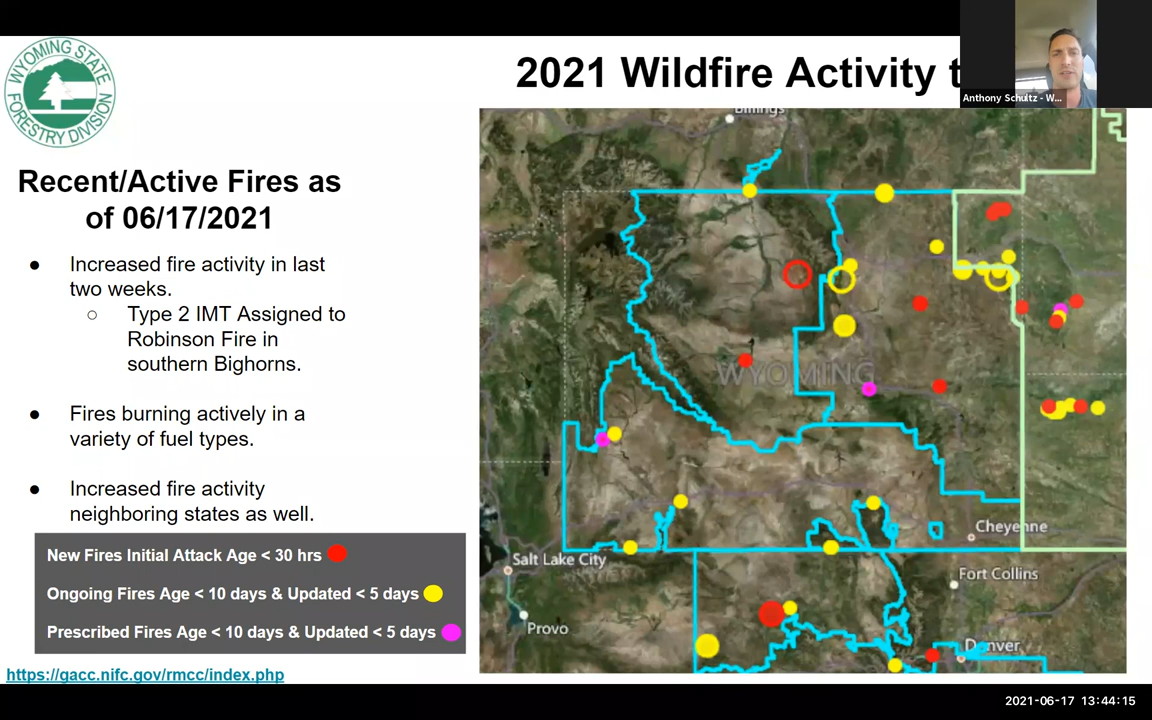 WYOMING STATE
FORESTRY DIVISION
2021 Wildfire Activity t
Anthony Schultz - W...
Recent/Active Fires as
of 06/17/2021
● Increased fire activity in last
two weeks.
○ Type 2 IMT Assigned to
Robinson Fire in
southern Bighorns.
● Fires burning actively in a
variety of fuel types.
● Increased fire activity
neighboring states as well.
New Fires Initial Attack Age < 30 hrs
Ongoing Fires Age < 10 days & Updated < 5 days
Prescribed Fires Age < 10 days & Updated < 5 days
https://gacc.nifc.gov/rmcc/index.php
Billings
WYOMING
Cheyenne
Salt Lake City
Fort Collins
Provo
Denver
2021-06-17 13:44:15